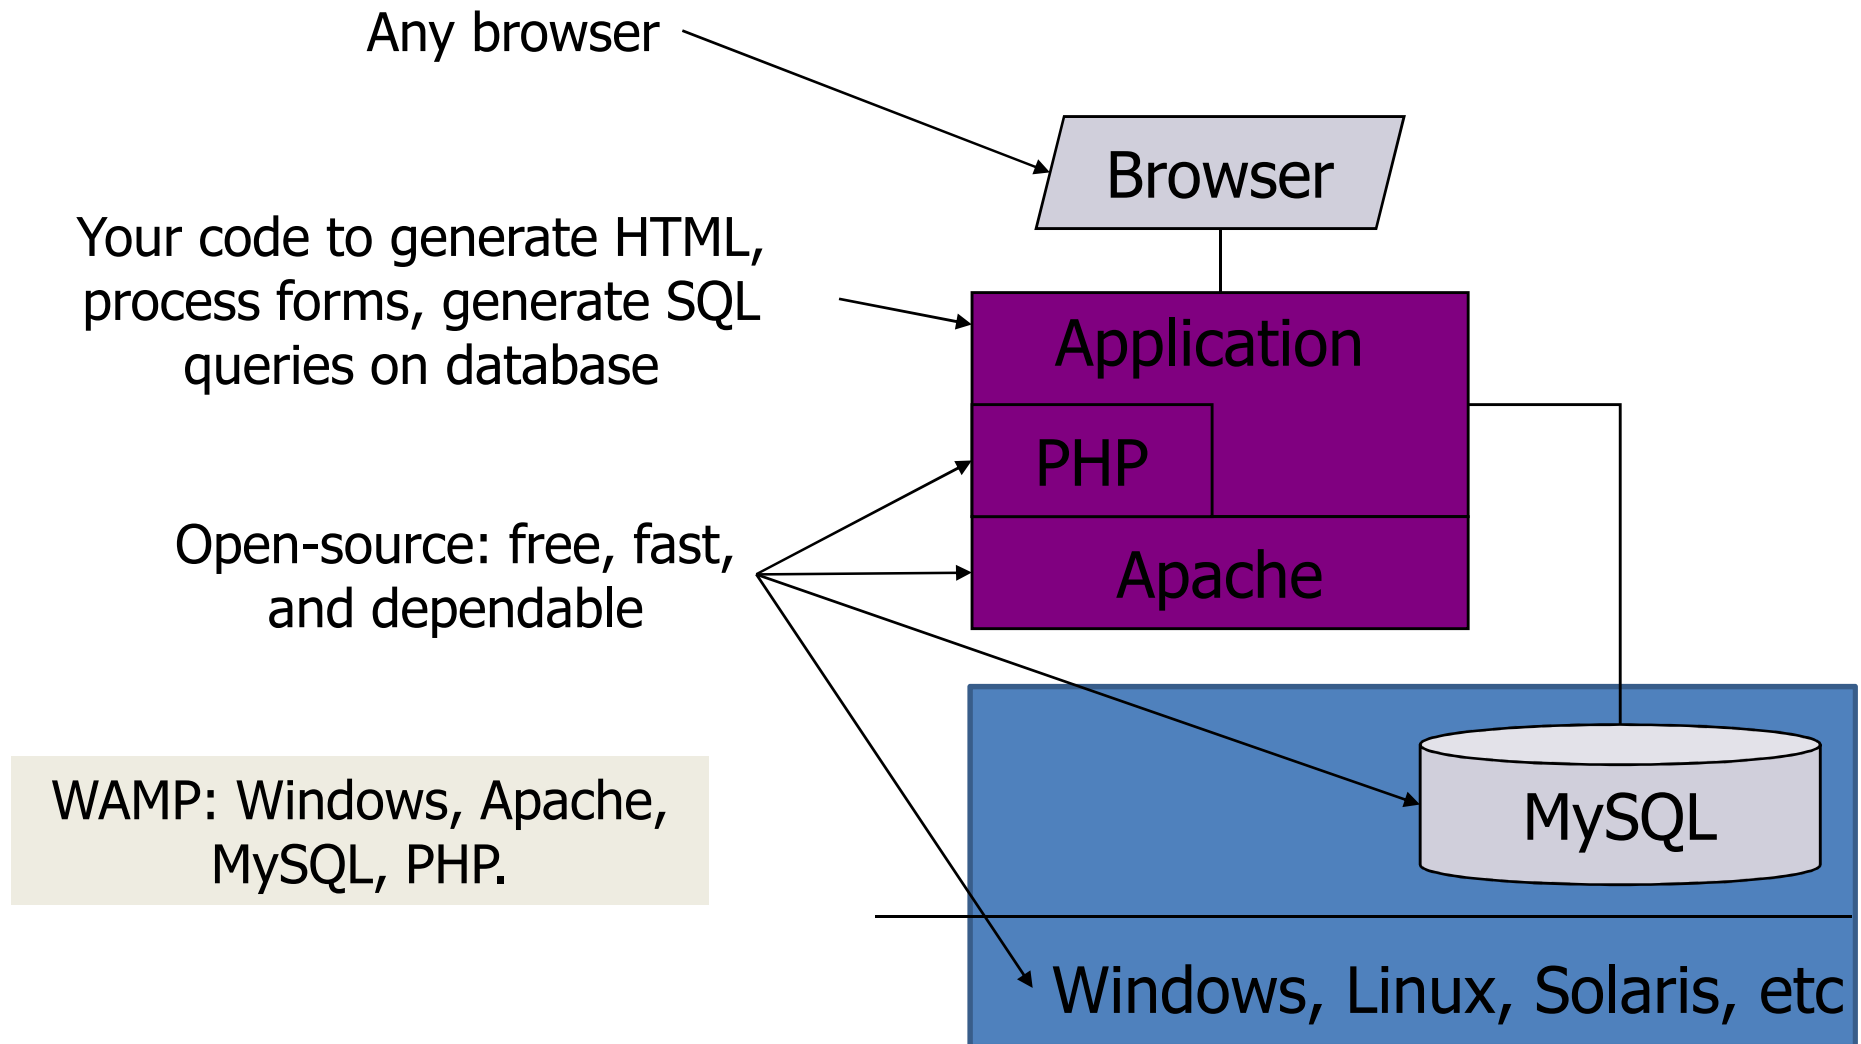 Any browser
Browser
Your code to generate HTML,
process forms, generate SQL
queries on database
Application
PHP
Open-source: free, fast,
and dependable
Apache
WAMP: Windows, Apache,
MySQL, PHP.
MySQL
Windows, Linux, Solaris, etc